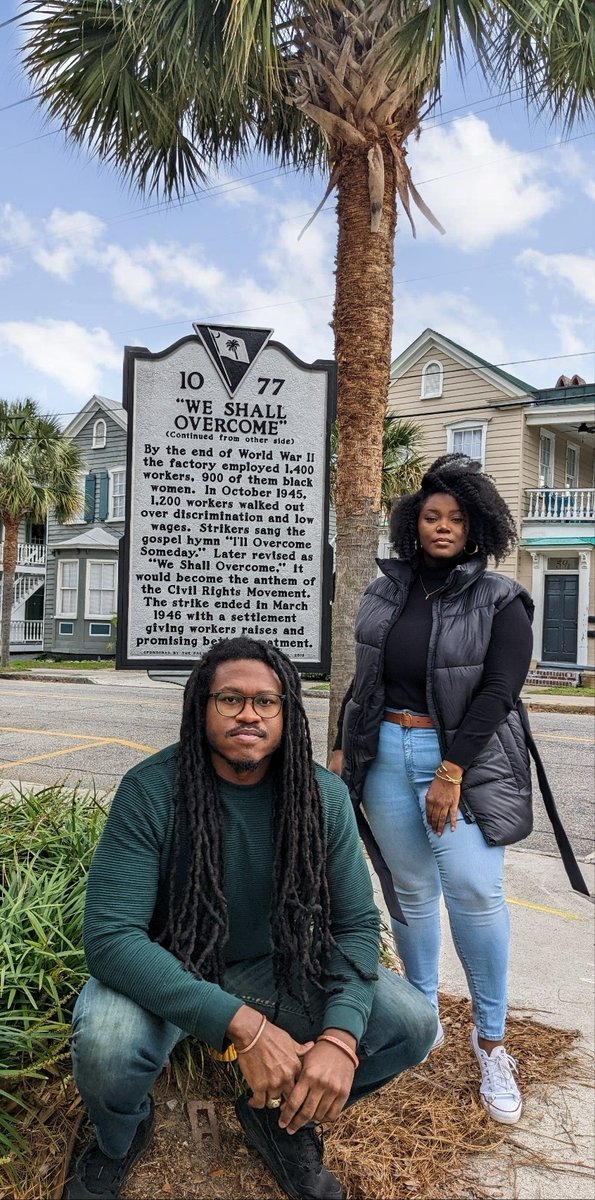 10 77
"WE SHALL
OVERCOME"
(Continued from other side)
By the end of World War II
the factory employed 1,400
workers, 900 of them black
women. In October 1945,
1,200 workers walked out
over discrimination and low
wages. Strikers sang the
gospel hymn "I'll Overcome
Someday." Later revised as
"We Shall Overcome," it
would become the anthem of
the Civil Rights Movement.
The strike ended in March
1946 with a settlement
giving workers raises and
promising treatment.
SPONSORED BY THE